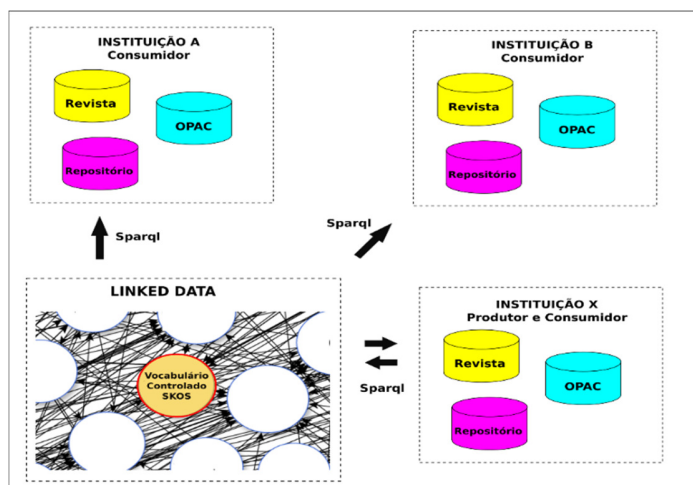 INSTITUIÇÃO A
Consumidor
Revista
OPAC
Repositório
INSTITUIÇÃO B
Consumidor
Revista
OPAC
Repositório
Sparql
Sparql
LINKED DATA
Vocabulário
Controlado
SKOS
INSTITUIÇÃO X
Produtor e Consumidor
Revista
OPAC
Repositório
Sparql